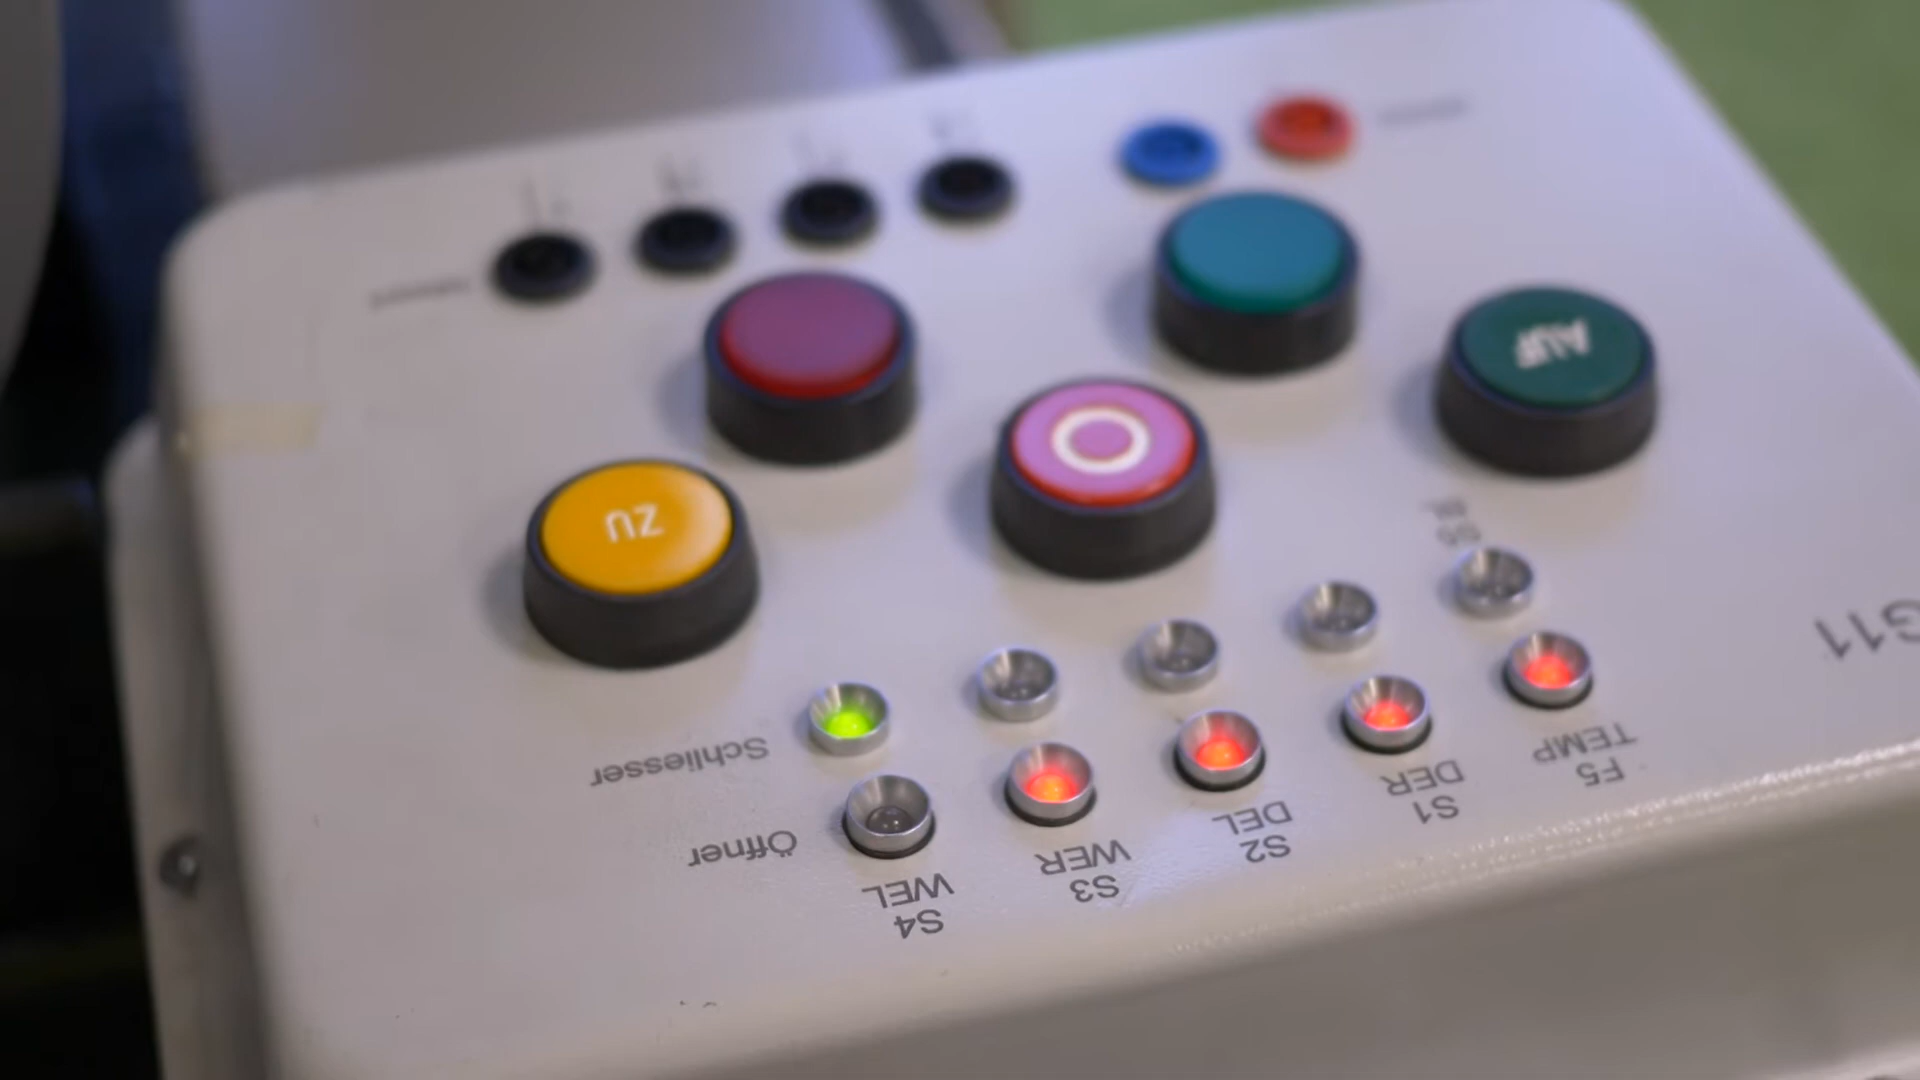 AUF
ZU
G11
Schliesser
Öffner
S4
WEL
S3
WER
S2
DEL
S1
DER
F5
TEMP